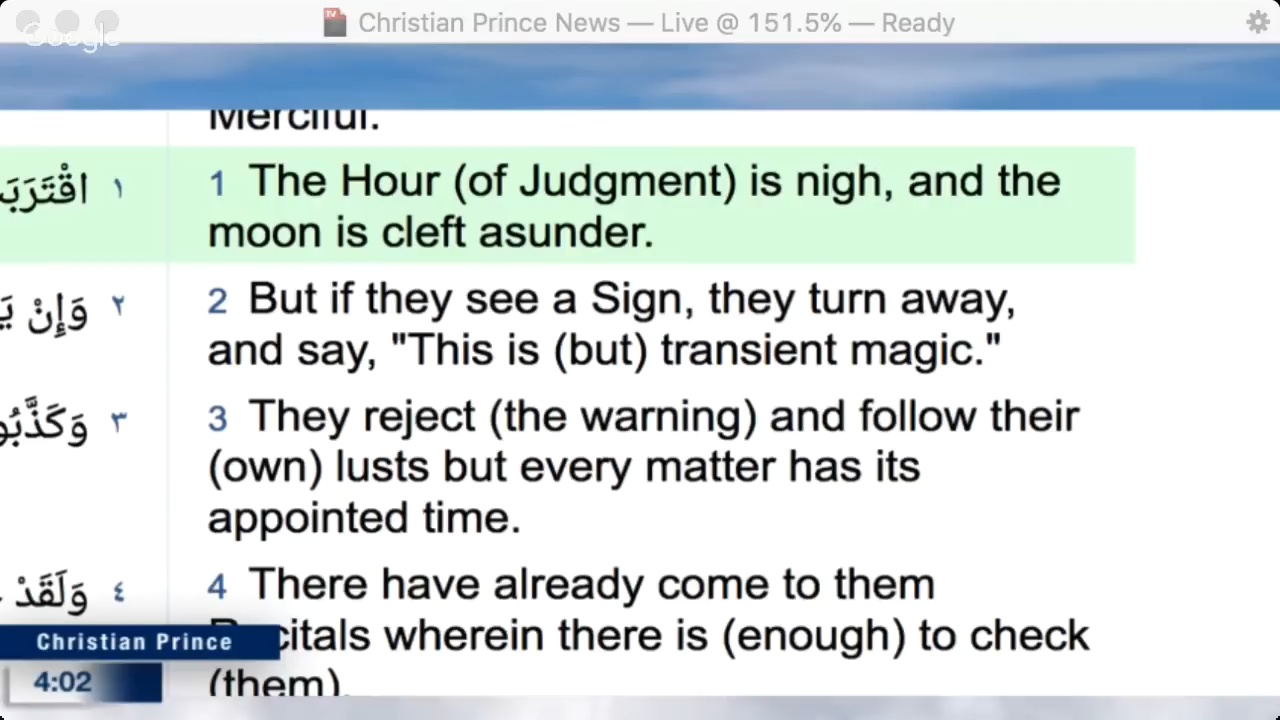 Google
Christian Prince News — Live @ 151.5% — Ready
Merciful.
اقْتَرَبَ ١
1 The Hour (of Judgment) is nigh, and the
moon is cleft asunder.
وَإِنْ يَ ٢
2 But if they see a Sign, they turn away,
and say, "This is (but) transient magic."
وَكَذَّبُو ٣
3 They reject (the warning) and follow their
(own) lusts but every matter has its
appointed time.
وَلَقَدْ ٤
4 There have already come to them
Recitals wherein there is (enough) to check
(them).
Christian Prince
4:02